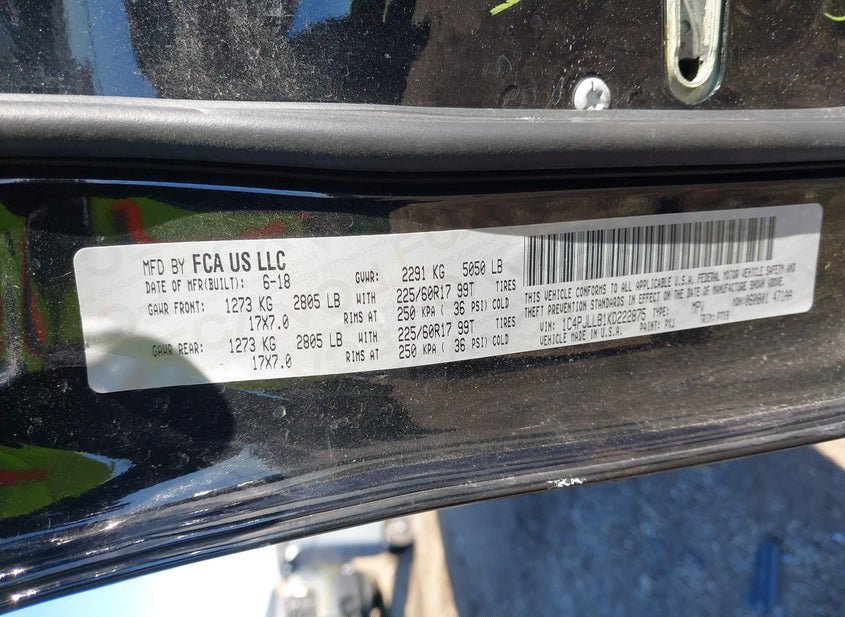 MFD BY FCA US LLC
DATE OF MFR(BUILT): 6-18 GVWR: 2291 KG 5050 LB
GAWR FRONT: 1273 KG 2805 LB WITH 225/60R17 99T TIRES
17X7.0 RIMS AT 250 KPA ( 36 PSI) COLD
GAWR REAR: 1273 KG 2805 LB WITH 225/60R17 99T TIRES
17X7.0 RIMS AT 250 KPA ( 36 PSI) COLD
THIS VEHICLE CONFORMS TO ALL APPLICABLE U.S.A. FEDERAL MOTOR VEHICLE SAFETY AND
THEFT PREVENTION STANDARDS IN EFFECT ON THE DATE OF MANUFACTURE SHOWN ABOVE.
VIN: 1C4PJLLB1KD222875 TYPE: MPV MDH: 060801 471AA
VEHICLE MADE IN U.S.A. PAINT: PXJ TRIM: